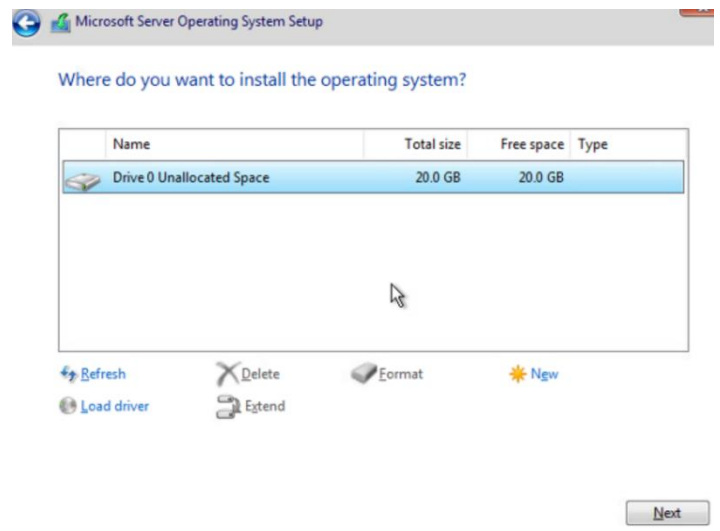 Microsoft Server Operating System Setup
Where do you want to install the operating system?
Name Total size Free space Type
Drive 0 Unallocated Space 20.0 GB 20.0 GB
Refresh Delete Format New
Load driver Extend
Next